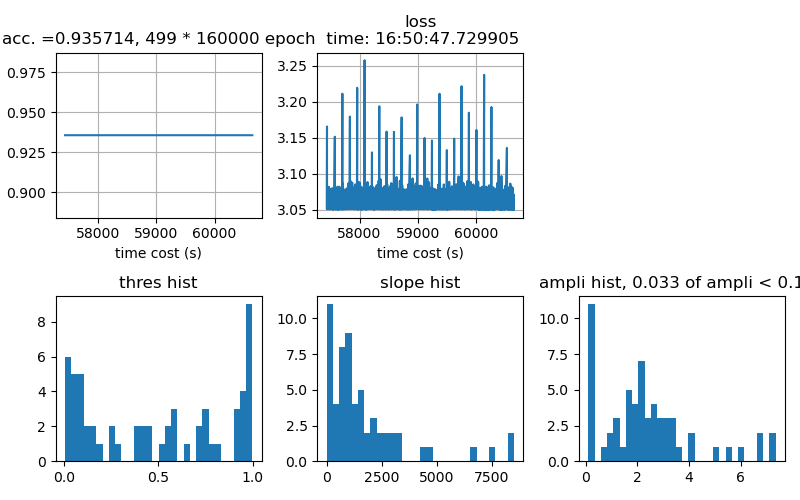 loss
acc. =0.935714, 499 * 160000 epoch time: 16:50:47.729905
0.975
0.950
0.925
0.900
58000 59000 60000
time cost (s)
3.25
3.20
3.15
3.10
3.05
58000 59000 60000
time cost (s)
thres hist
8
6
4
2
0
0.0 0.5 1.0
slope hist
10.0
7.5
5.0
2.5
0.0
0 2500 5000 7500
ampli hist, 0.033 of ampli < 0.1
10.0
7.5
5.0
2.5
0.0
0 2 4 6